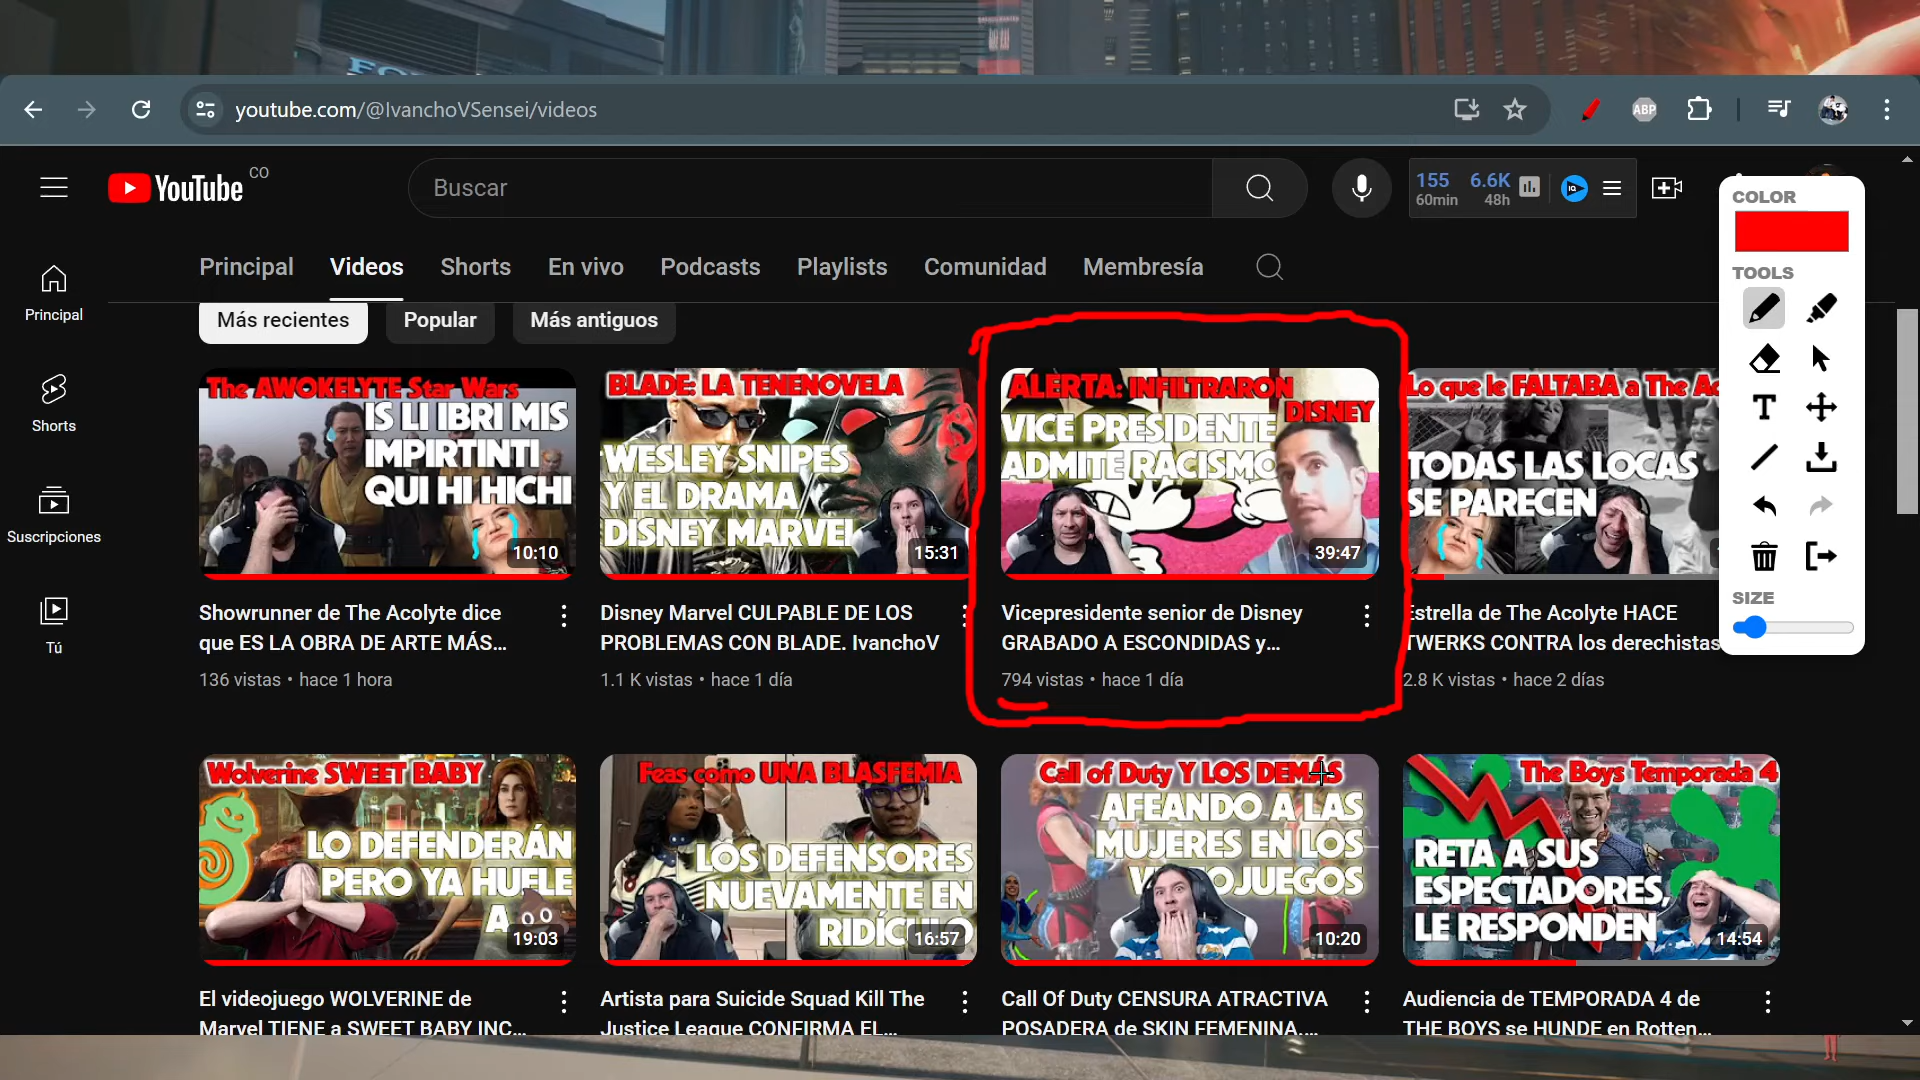 youtube.com/@IvanchoVSensei/videos
ABP
YouTube CO
Buscar
155 6.6K
60min 48h
IQ
COLOR
TOOLS
T
SIZE
Principal
Shorts
Suscripciones
Tú
Principal Videos Shorts En vivo Podcasts Playlists Comunidad Membresía
Más recientes Popular Más antiguos
The AWOKELYTE Star Wars
IS LI IBRI MIS
IMPIRTINTI
QUI HI HICHI
10:10
Showrunner de The Acolyte dice
que ES LA OBRA DE ARTE MÁS...
136 vistas • hace 1 hora
BLADE: LA TENENOVELA
WESLEY SNIPES
Y EL DRAMA
DISNEY MARVEL
15:31
Disney Marvel CULPABLE DE LOS
PROBLEMAS CON BLADE. IvanchoV
1.1 K vistas • hace 1 día
ALERTA: INFILTRARON
DISNEY
VICE PRESIDENTE
ADMITE RACISMO
39:47
Vicepresidente senior de Disney
GRABADO A ESCONDIDAS y...
794 vistas • hace 1 día
Lo que le FALTABA a The Ac
TODAS LAS LOCAS
SE PARECEN
Estrella de The Acolyte HACE
TWERKS CONTRA los derechistas
2.8 K vistas • hace 2 días
Wolverine SWEET BABY
LO DEFENDERÁN
PERO YA HUELE
A
19:03
El videojuego WOLVERINE de
Marvel TIENE a SWEET BABY INC...
Feas como UNA BLASFEMIA
LOS DEFENSORES
NUEVAMENTE EN
RIDÍCULO
16:57
Artista para Suicide Squad Kill The
Justice League CONFIRMA EL...
Call of Duty Y LOS DEMÁS
AFEANDO A LAS
MUJERES EN LOS
VIDEOJUEGOS
10:20
Call Of Duty CENSURA ATRACTIVA
POSADERA de SKIN FEMENINA....
The Boys Temporada 4
RETA A SUS
ESPECTADORES,
LE RESPONDEN
14:54
Audiencia de TEMPORADA 4 de
THE BOYS se HUNDE en Rotten...